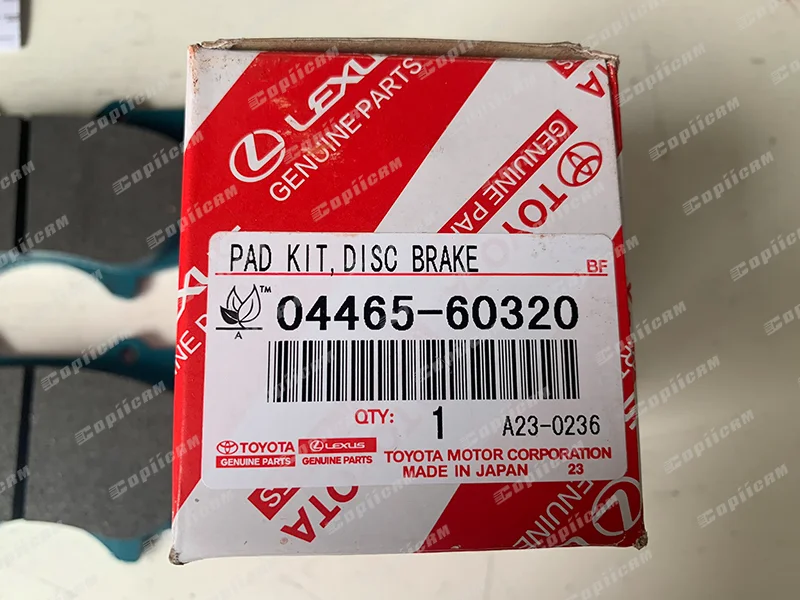 LEXUS
GENUINE PARTS
GENUINE PARTS
TOYOTA
PAD KIT, DISC BRAKE
BF
TM
04465-60320
A
QTY: 1 A23-0236
TOYOTA LEXUS TOYOTA MOTOR CORPORATION
GENUINE PARTS GENUINE PARTS MADE IN JAPAN 23
TOYOTA
Copiicam